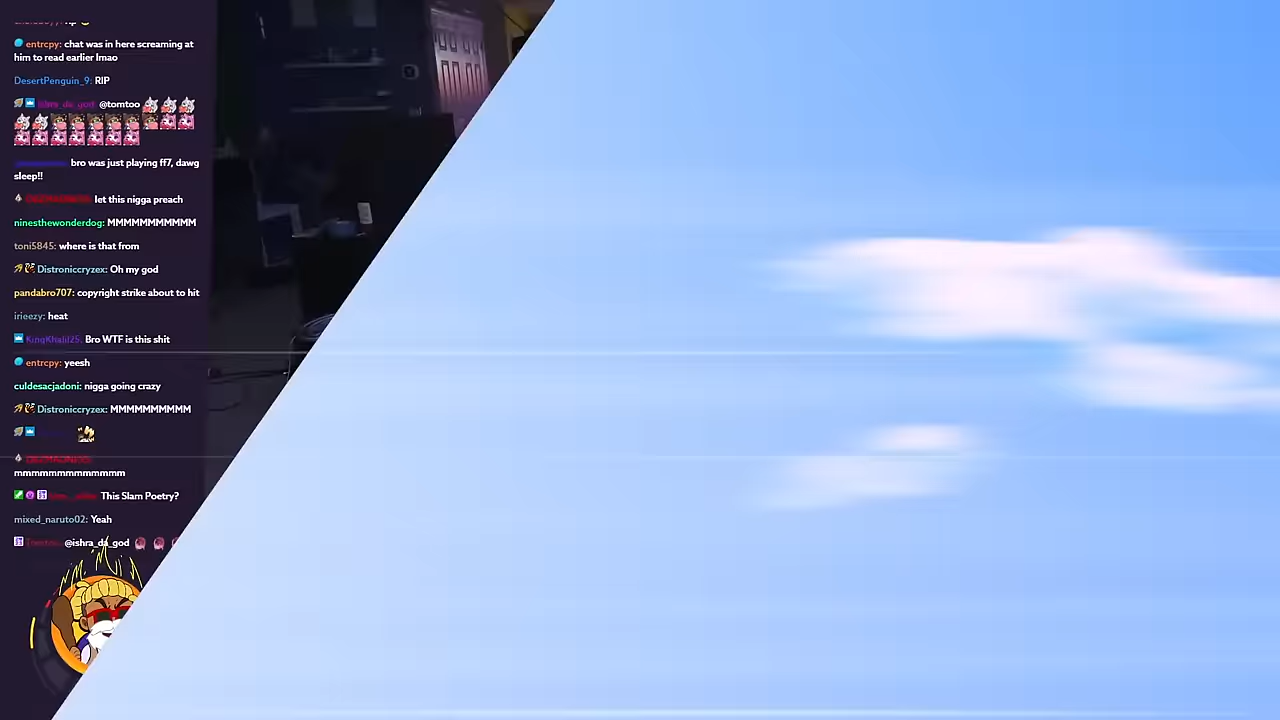 entrcpy: chat was in here screaming at
him to read earlier lmao
DesertPenguin_9: RIP
ishra_da_god @tomtoo
bro was just playing ff7, dawg
sleep!!
let this nigga preach
ninesthewonderdog: MMMMMMMMMMM
toni5845: where is that from
Distroniccryzex: Oh my god
pandabro707: copyright strike about to hit
irieezy: heat
KingKhalil25: Bro WTF is this shit
entrcpy: yeesh
culdesacjadoni: nigga going crazy
Distroniccryzex: MMMMMMMMMM
mmmmmmmmmmmmm
This Slam Poetry?
mixed_naruto02: Yeah
@ishra_da_god